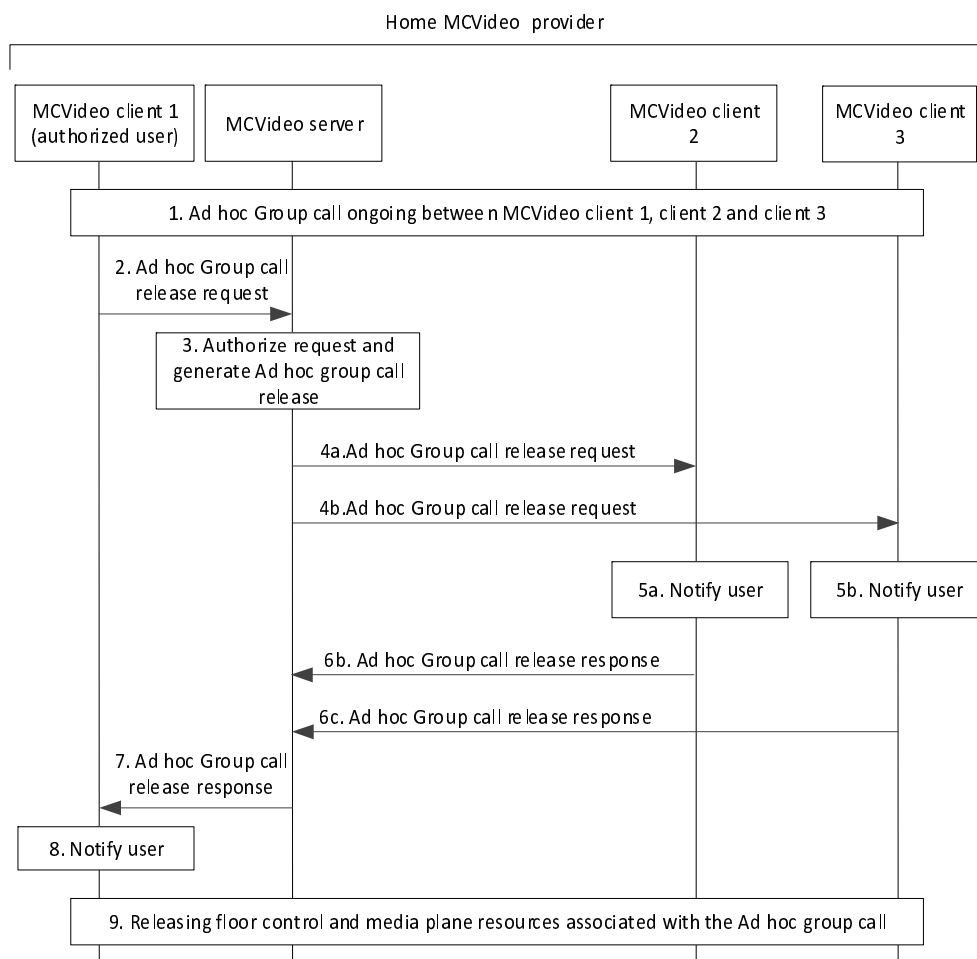 Home MCVideo provider
MCVideo client 1
(authorized user)
MCVideo server
MCVideo client
2
MCVideo client
3
1. Ad hoc Group call ongoing between MCVideo client 1, client 2 and client 3
2. Ad hoc Group call
release request
3. Authorize request and
generate Ad hoc group call
release
4a.Ad hoc Group call release request
4b.Ad hoc Group call release request
5a. Notify user
5b. Notify user
6b. Ad hoc Group call release response
6c. Ad hoc Group call release response
7. Ad hoc Group call
release response
8. Notify user
9. Releasing floor control and media plane resources associated with the Ad hoc group call